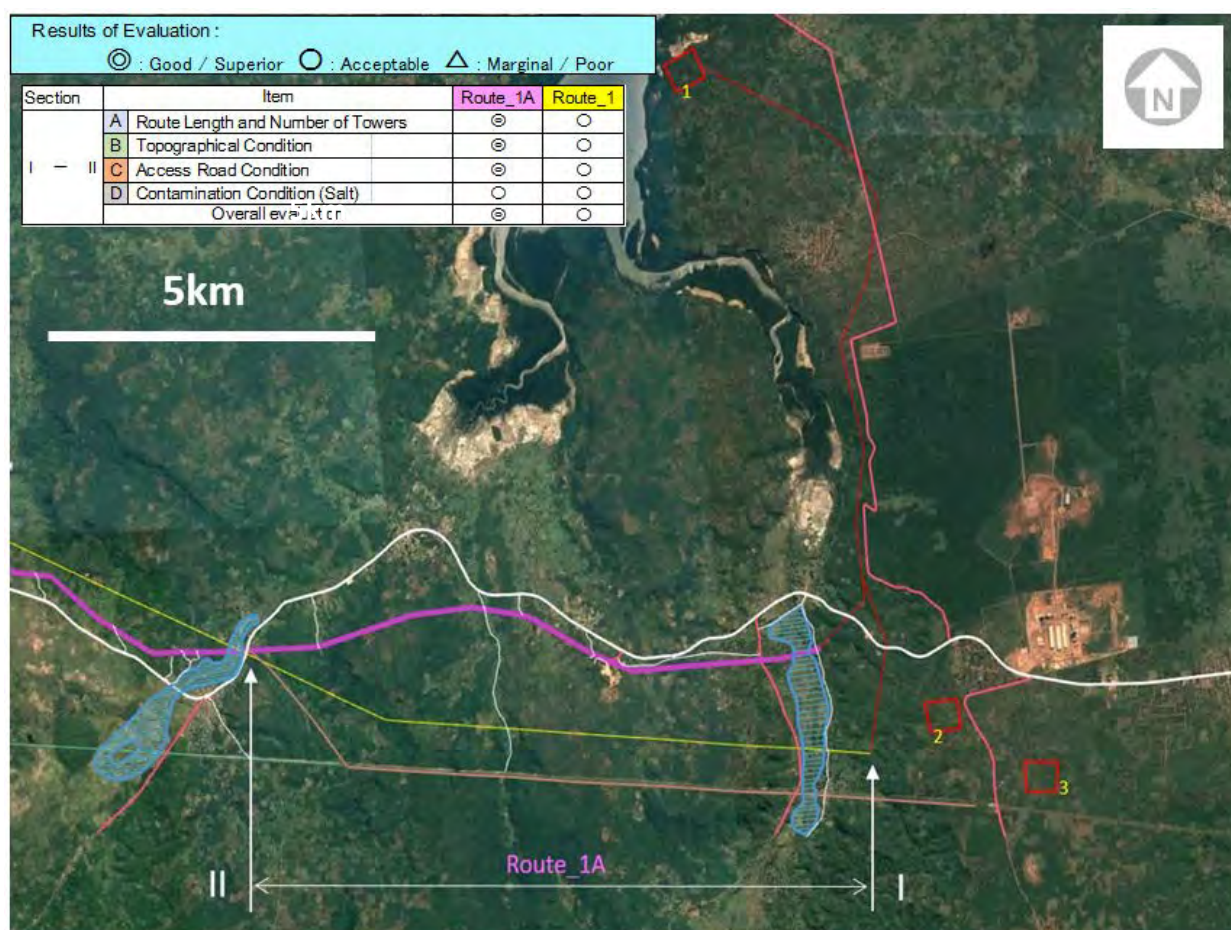 Results of Evaluation :
◎ : Good / Superior ○ : Acceptable △ : Marginal / Poor
Section Item Route_1A Route_1
I - II
A Route Length and Number of Towers ◎ ○
B Topographical Condition ◎ ○
C Access Road Condition ◎ ○
D Contamination Condition (Salt) ○ ○
Overall ◎ ○
N
1
5km
2
3
Route_1A
II
I